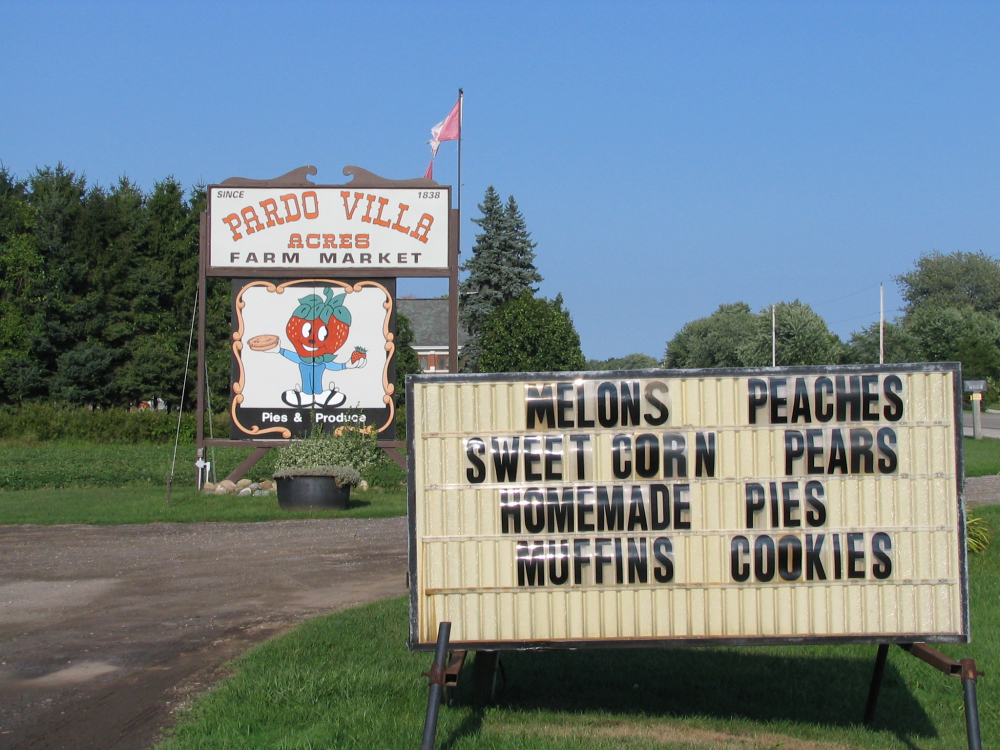 SINCE 1838
PARDO VILLA
ACRES
FARM MARKET
Pies & Produce
MELONS PEACHES
SWEET CORN PEARS
HOMEMADE PIES
MUFFINS COOKIES